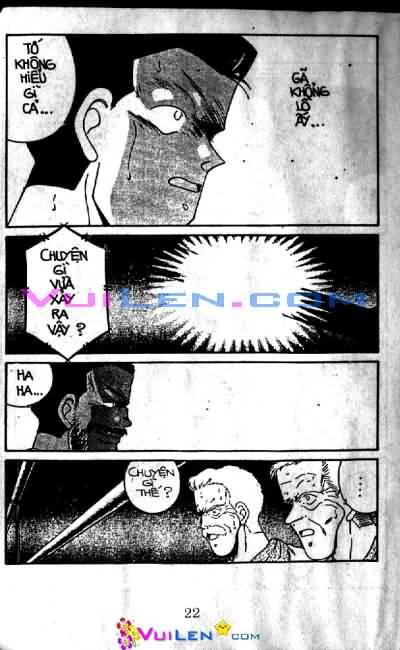 TỚ
KHÔNG
HIỂU
GÌ
CẢ...
GÃ
KHỔNG
LỒ
ẤY...
CHUYỆN
GÌ
VỪA
XẢY
RA
VẬY ?
VUILEN.COM
HA
HA...
CHUYỆN
GÌ
THẾ ?
....
22
VUILEN.COM